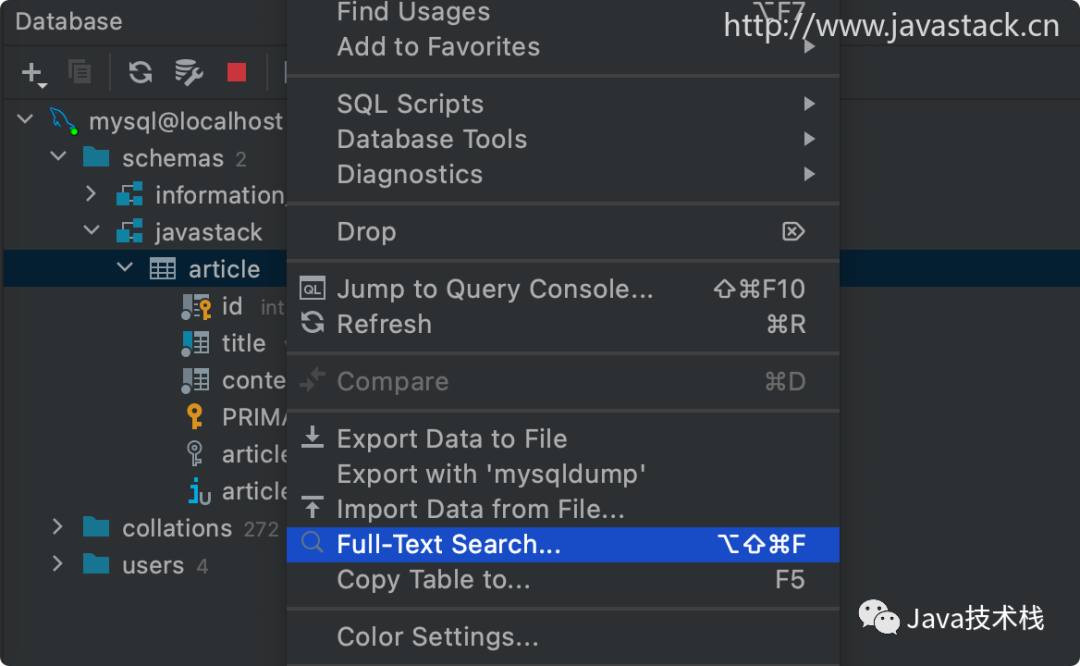 Database
Find Usages ⌥F7
http://www.javastack.cn
Add to Favorites
SQL Scripts
Database Tools
Diagnostics
Drop
Jump to Query Console... ⇧⌘F10
Refresh ⌘R
Compare ⌘D
Export Data to File
Export with 'mysqldump'
Import Data from File...
Full-Text Search... ⌥⇧⌘F
Copy Table to... F5
Color Settings...
mysql@localhost
schemas 2
information_
javastack
article
id int
title
conte
PRIMA
article
article
collations 272
users 4
QL
Java技术栈